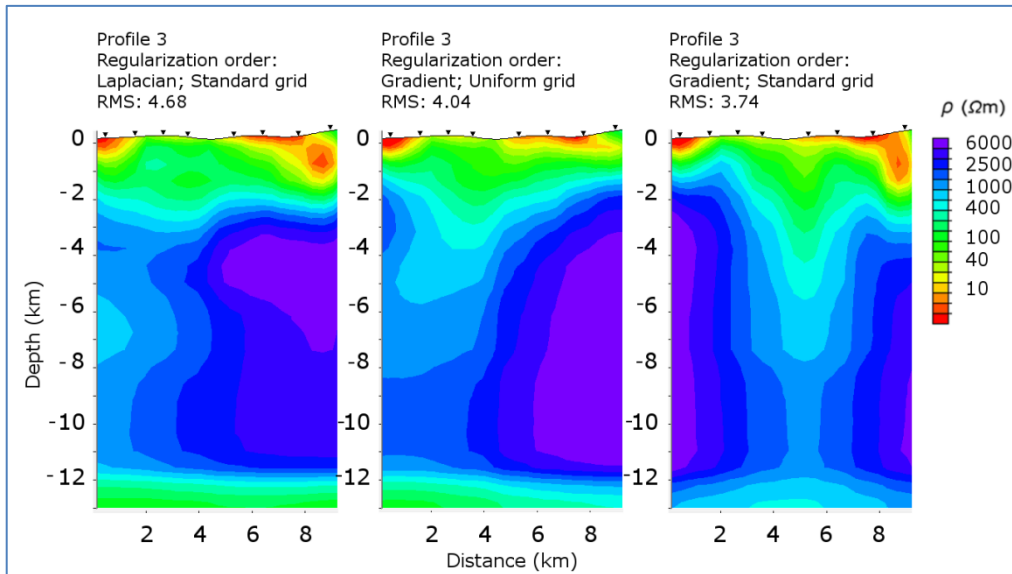 Profile 3
Regularization order:
Laplacian; Standard grid
RMS: 4.68
Profile 3
Regularization order:
Gradient; Uniform grid
RMS: 4.04
Profile 3
Regularization order:
Gradient; Standard grid
RMS: 3.74
ρ (Ωm)
6000
2500
1000
400
100
40
10
Depth (km)
0
-2
-4
-6
-8
-10
-12
0
-2
-4
-6
-8
-10
-12
0
-2
-4
-6
-8
-10
-12
2 4 6 8
2 4 6 8
2 4 6 8
Distance (km)